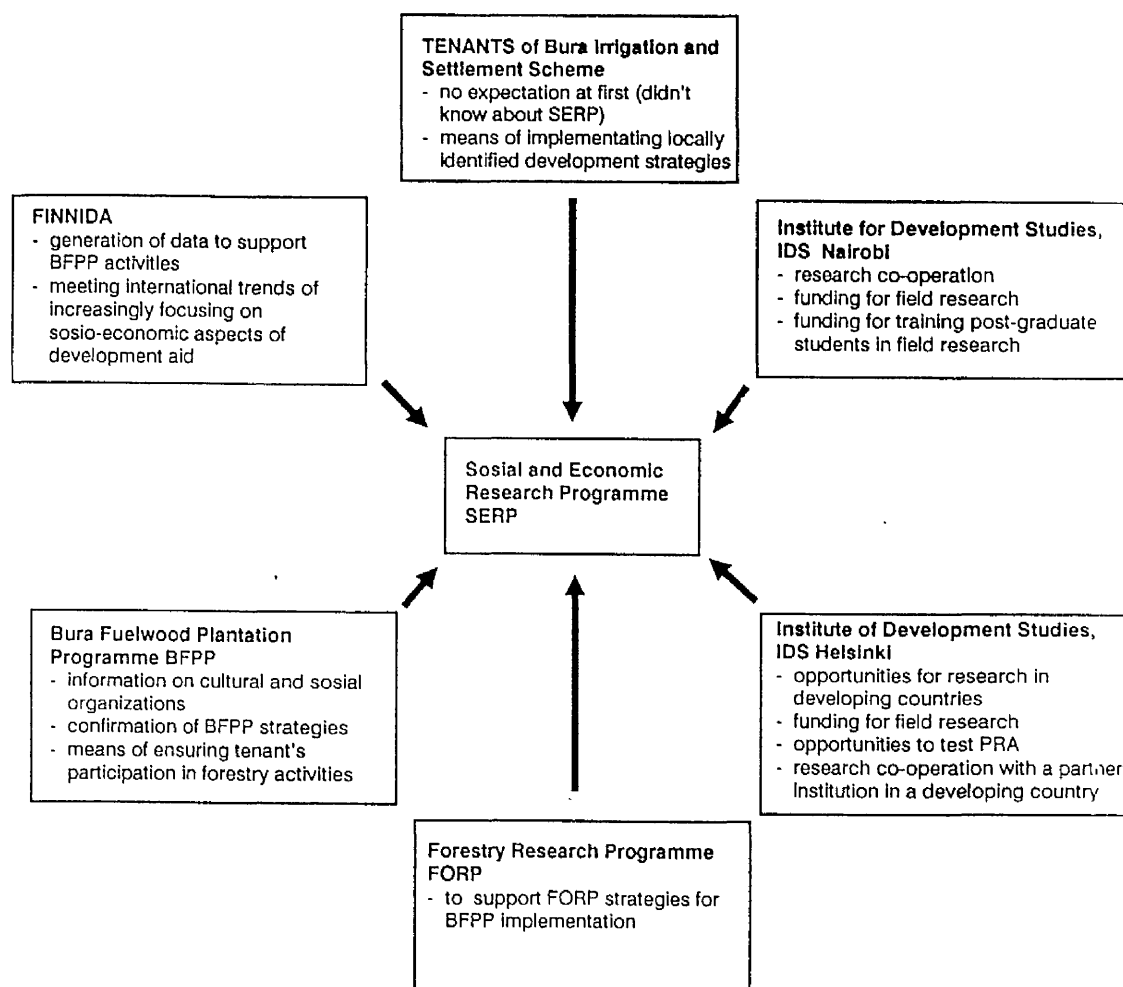 TENANTS of Bura Irrigation and
Settlement Scheme
- no expectation at first (didn't
know about SERP)
- means of implementating locally
identified development strategies
FINNIDA
- generation of data to support
BFPP activities
- meeting international trends of
increasingly focusing on
sosio-economic aspects of
development aid
Institute for Development Studies,
IDS Nairobi
- research co-operation
- funding for field research
- funding for training post-graduate
students in field research
Sosial and Economic
Research Programme
SERP
Bura Fuelwood Plantation
Programme BFPP
- information on cultural and sosial
organizations
- confirmation of BFPP strategies
- means of ensuring tenant's
participation in forestry activities
Institute of Development Studies,
IDS Helsinki
- opportunities for research in
developing countries
- funding for field research
- opportunities to test PRA
- research co-operation with a partner
institution in a developing country
Forestry Research Programme
FORP
- to support FORP strategies for
BFPP implementation